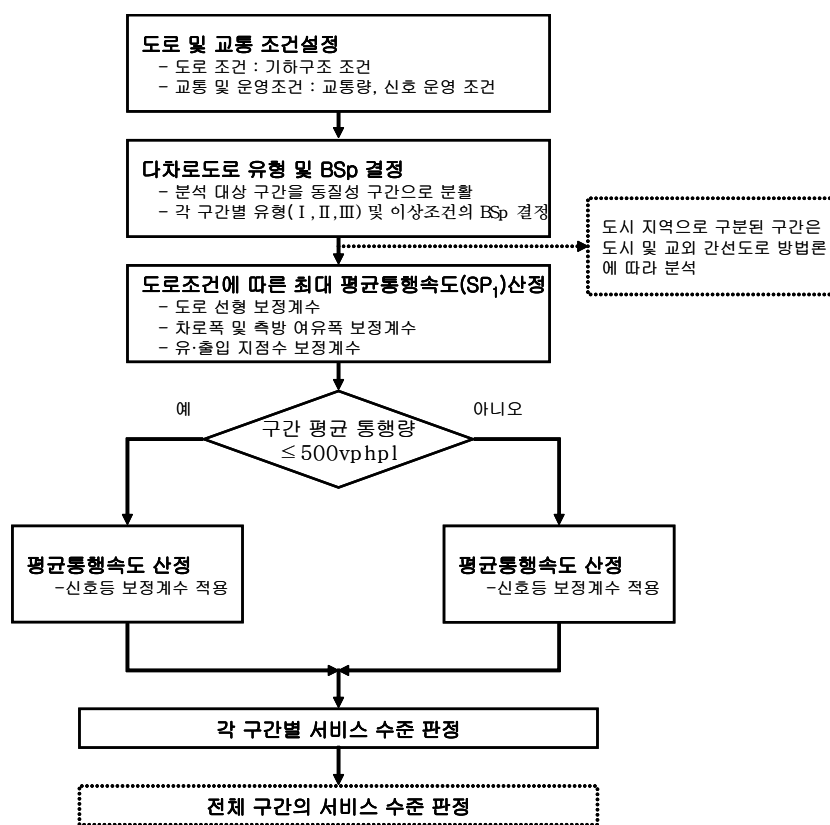 도로 및 교통 조건설정
- 도로 조건 : 기하구조 조건
- 교통 및 운영조건 : 교통량, 신호 운영 조건
다차로도로 유형 및 BSp 결정
- 분석 대상 구간을 동질성 구간으로 분활
- 각 구간별 유형(Ⅰ,Ⅱ,Ⅲ) 및 이상조건의 BSp 결정
도시 지역으로 구분된 구간은
도시 및 교외 간선도로 방법론
에 따라 분석
도로조건에 따른 최대 평균통행속도(SP₁)산정
- 도로 선형 보정계수
- 차로폭 및 측방 여유폭 보정계수
- 유·출입 지점수 보정계수
예
아니오
구간 평균 통행량
≤500vphpl
평균통행속도 산정
-신호등 보정계수 적용
평균통행속도 산정
-신호등 보정계수 적용
각 구간별 서비스 수준 판정
전체 구간의 서비스 수준 판정